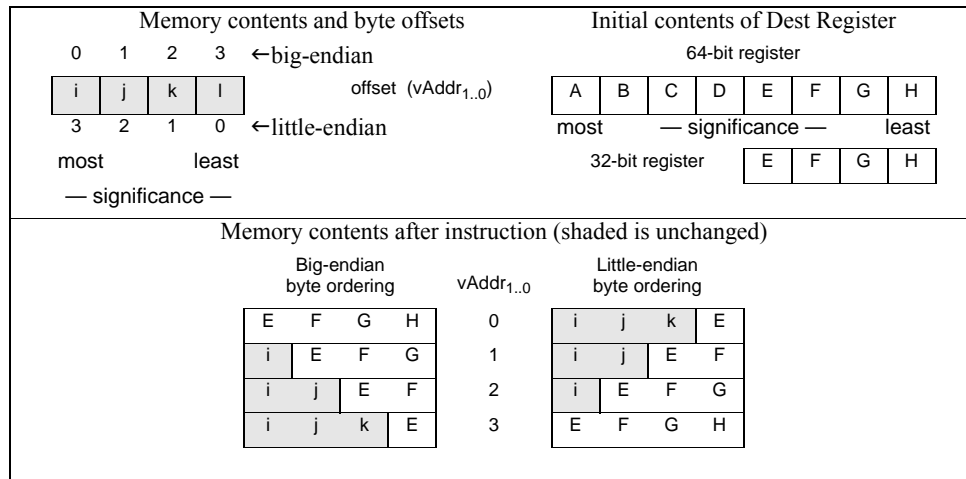 Memory contents and byte offsets
Initial contents of Dest Register
0 1 2 3 ←big-endian
64-bit register
i j k l
offset (vAddr1..0)
A B C D E F G H
3 2 1 0 ←little-endian
most — significance — least
most least
32-bit register E F G H
— significance —
Memory contents after instruction (shaded is unchanged)
Big-endian
byte ordering
vAddr1..0
Little-endian
byte ordering
E F G H 0 i j k E
i E F G 1 i j E F
i j E F 2 i E F G
i j k E 3 E F G H